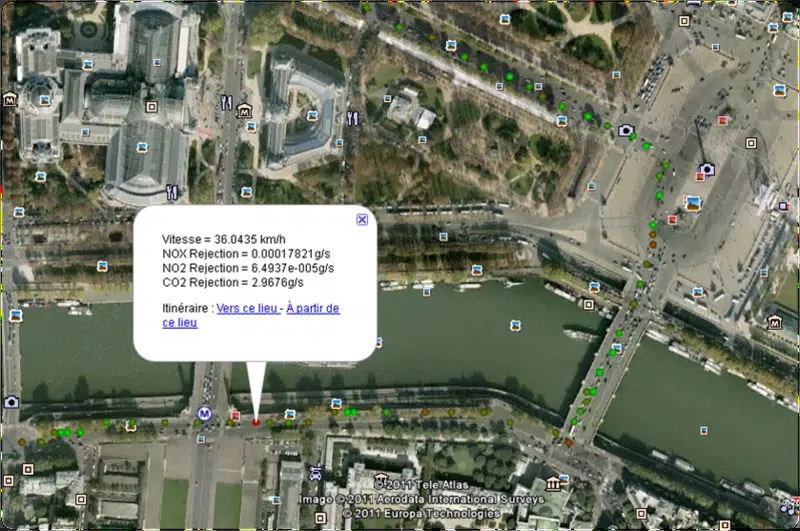 Vitesse = 36.0435 km/h
NOX Rejection = 0.00017821g/s
NO2 Rejection = 6.4937e-005g/s
CO2 Rejection = 2.9676g/s
Itinéraire : Vers ce lieu - À partir de
ce lieu
M
© 2011 Tele Atlas
Image © 2011 Aerodata International Surveys
© 2011 Europa Technologies